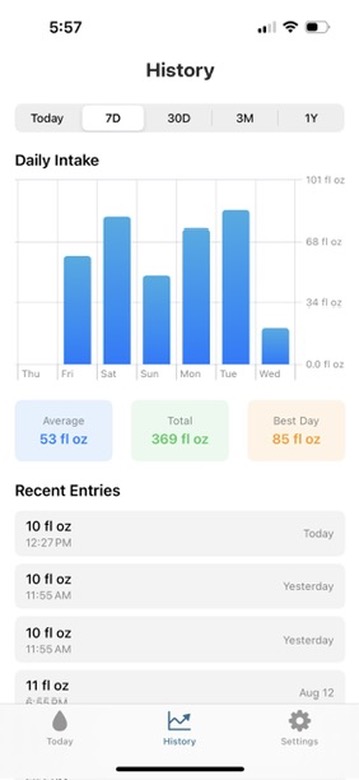 5:57
History
Today 7D 30D 3M 1Y
Daily Intake
101 fl oz
68 fl oz
34 fl oz
0.0 fl oz
Thu Fri Sat Sun Mon Tue Wed
Average Total Best Day
53 fl oz 369 fl oz 85 fl oz
Recent Entries
10 fl oz
12:27 PM
Today
10 fl oz
11:55 AM
Yesterday
10 fl oz
11:55 AM
Yesterday
11 fl oz
6:55 PM
Aug 12
Today History Settings